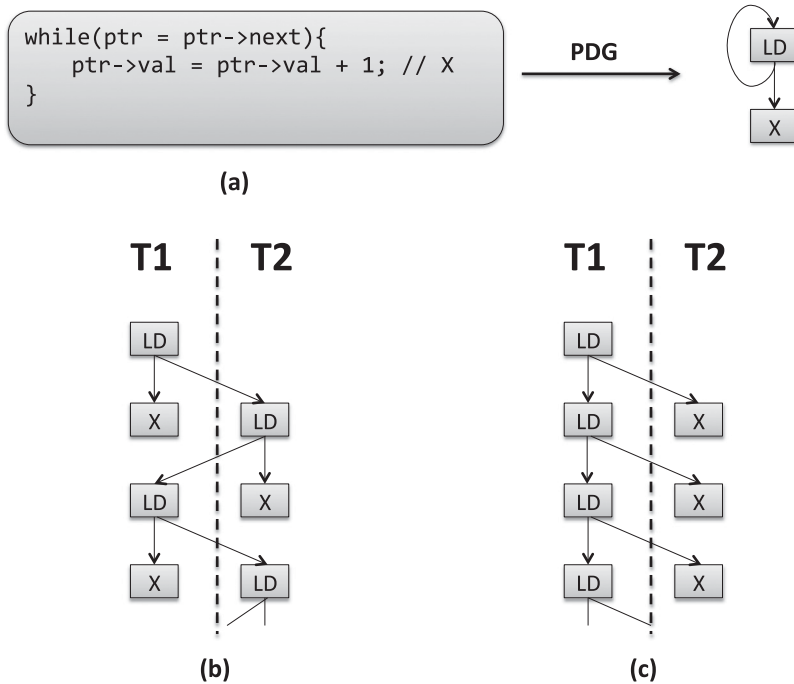 while(ptr = ptr->next){
ptr->val = ptr->val + 1; // X
}
PDG
LD
X
(a)
T1 T2
LD
X LD
LD X
X LD
(b)
T1 T2
LD
LD X
LD X
LD X
(c)